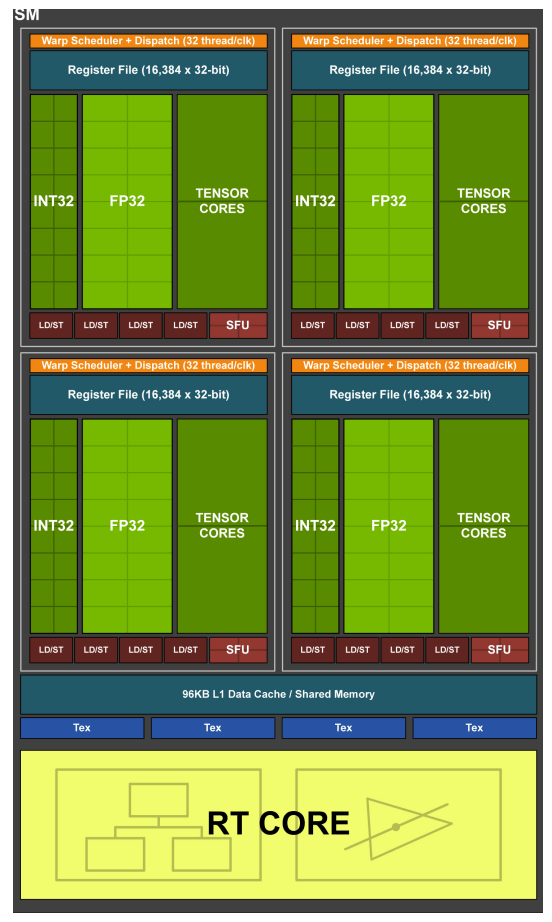 SM
Warp Scheduler + Dispatch (32 thread/clk)
Register File (16,384 x 32-bit)
INT32
FP32
TENSOR
CORES
LD/ST
LD/ST
LD/ST
LD/ST
SFU
Warp Scheduler + Dispatch (32 thread/clk)
Register File (16,384 x 32-bit)
INT32
FP32
TENSOR
CORES
LD/ST
LD/ST
LD/ST
LD/ST
SFU
Warp Scheduler + Dispatch (32 thread/clk)
Register File (16,384 x 32-bit)
INT32
FP32
TENSOR
CORES
LD/ST
LD/ST
LD/ST
LD/ST
SFU
Warp Scheduler + Dispatch (32 thread/clk)
Register File (16,384 x 32-bit)
INT32
FP32
TENSOR
CORES
LD/ST
LD/ST
LD/ST
LD/ST
SFU
96KB L1 Data Cache / Shared Memory
Tex
Tex
Tex
Tex
RT CORE